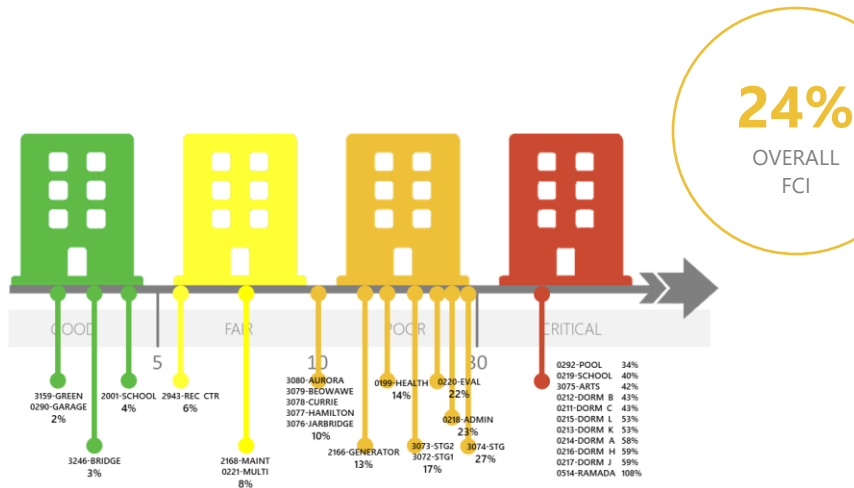 24%
OVERALL
FCI
GOOD
FAIR
POOR
CRITICAL
5
10
30
3159-GREEN
0290-GARAGE
2%
3246-BRIDGE
3%
2001-SCHOOL
4%
2943-REC CTR
6%
2168-MAINT
0221-MULTI
8%
3080-AURORA
3079-BEOWAWE
3078-CURRIE
3077-HAMILTON
3076-JARBRIDGE
10%
2166-GENERATOR
13%
0199-HEALTH
14%
3073-STG2
3072-STG1
17%
0220-EVAL
22%
0218-ADMIN
23%
3074-STG
27%
0292-POOL 34%
0219-SCHOOL 40%
3075-ARTS 42%
0212-DORM B 43%
0211-DORM C 43%
0215-DORM L 53%
0213-DORM K 53%
0214-DORM A 58%
0216-DORM H 59%
0217-DORM J 59%
0514-RAMADA 108%